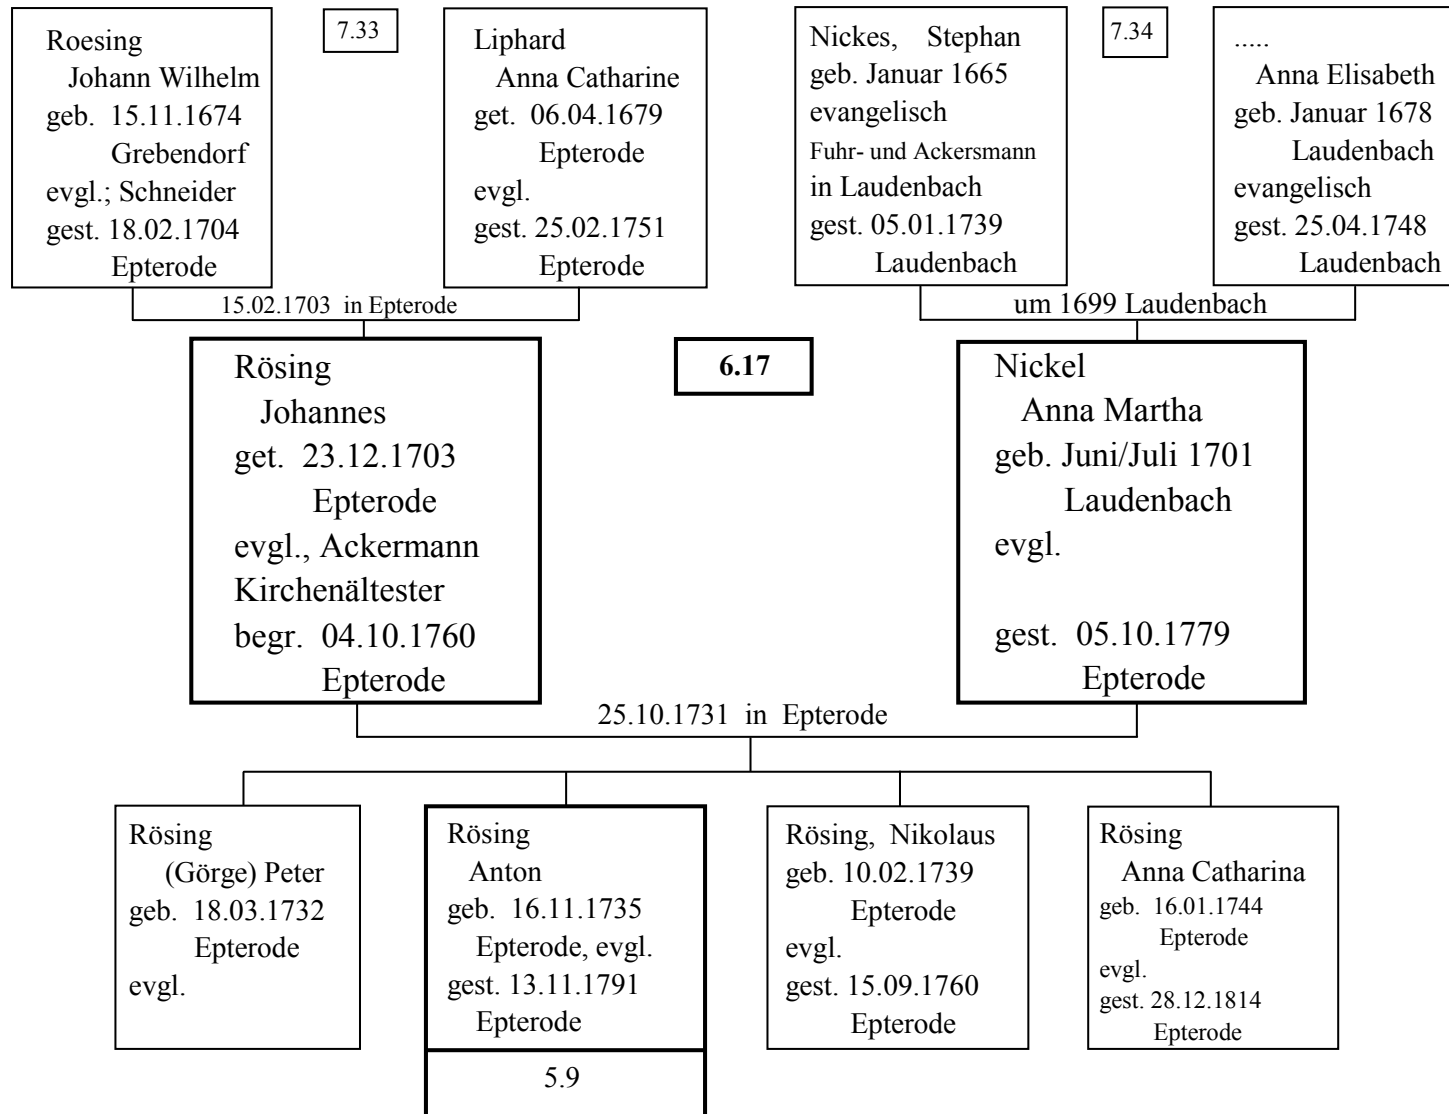 Roesing
Johann Wilhelm
geb. 15.11.1674
Grebendorf
evgl.; Schneider
gest. 18.02.1704
Epterode
7.33
Liphard
Anna Catharine
get. 06.04.1679
Epterode
evgl.
gest. 25.02.1751
Epterode
Nickes, Stephan
geb. Januar 1665
evangelisch
Fuhr- und Ackersmann
in Laudenbach
gest. 05.01.1739
Laudenbach
7.34
.....
Anna Elisabeth
geb. Januar 1678
Laudenbach
evangelisch
gest. 25.04.1748
Laudenbach
15.02.1703 in Epterode
um 1699 Laudenbach
Rösing
Johannes
get. 23.12.1703
Epterode
evgl., Ackermann
Kirchenältester
begr. 04.10.1760
Epterode
6.17
Nickel
Anna Martha
geb. Juni/Juli 1701
Laudenbach
evgl.
gest. 05.10.1779
Epterode
25.10.1731 in Epterode
Rösing
(Görge) Peter
geb. 18.03.1732
Epterode
evgl.
Rösing
Anton
geb. 16.11.1735
Epterode, evgl.
gest. 13.11.1791
Epterode
5.9
Rösing, Nikolaus
geb. 10.02.1739
Epterode
evgl.
gest. 15.09.1760
Epterode
Rösing
Anna Catharina
geb. 16.01.1744
Epterode
evgl.
gest. 28.12.1814
Epterode